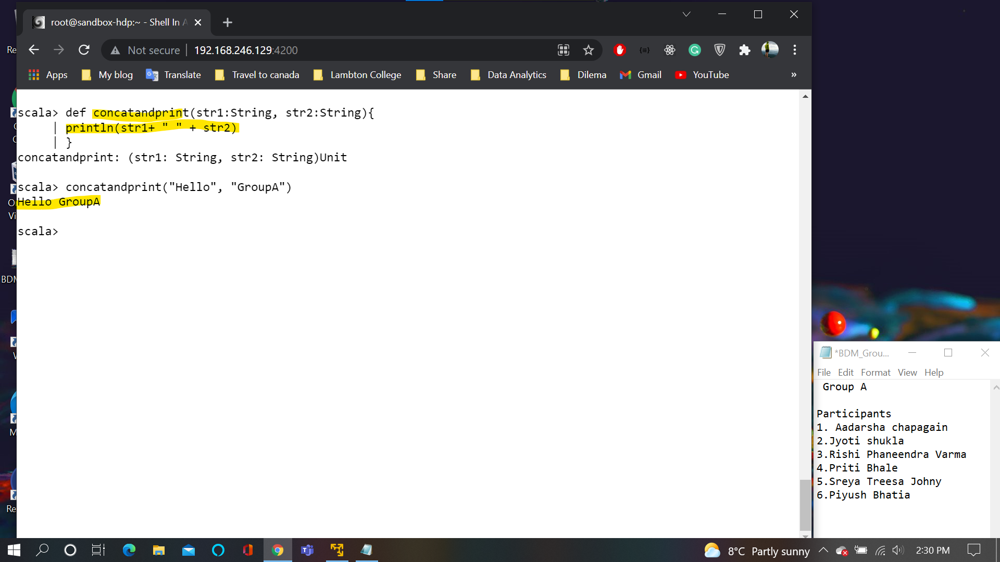 root@sandbox-hdp:~ - Shell In A
Not secure
192.168.246.129:4200
Apps
My blog
Translate
Travel to canada
Lambton College
Share
Data Analytics
Dilema
Gmail
YouTube
»
scala> def concatandprint(str1:String, str2:String){
| println(str1+ " " + str2)
| }
concatandprint: (str1: String, str2: String)Unit
scala> concatandprint("Hello", "GroupA")
Hello GroupA
scala>
Re
Vi
BDM
Re
*BDM_Grou...
File Edit Format View Help
Group A
Participants
1. Aadarsha chapagain
2.Jyoti shukla
3.Rishi Phaneendra Varma
4.Priti Bhale
5.Sreya Treesa Johny
6.Piyush Bhatia
8°C Partly sunny
2:30 PM